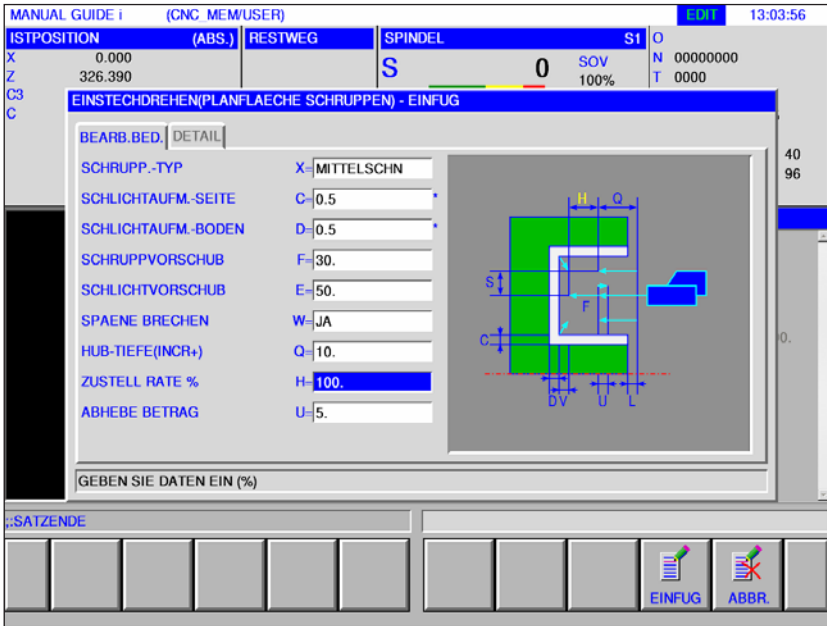 MANUAL GUIDE i (CNC_MEM/USER) EDIT 13:03:56
ISTPOSITION (ABS.) RESTWEG SPINDEL S1 O
X 0.000 N 00000000
Z 326.390 S 0 SOV 100% T 0000
C3
C
EINSTECHDREHEN(PLANFLAECHE SCHRUPPEN) - EINFUG
BEARB.BED. DETAIL
SCHRUPP.-TYP X=MITTELSCHN
SCHLICHTAUFM.-SEITE C=0.5 *
SCHLICHTAUFM.-BODEN D=0.5 *
SCHRUPPVORSCHUB F=30.
SCHLICHTVORSCHUB E=50.
SPAENE BRECHEN W=JA
HUB-TIEFE(INCR+) Q=10.
ZUSTELL RATE % H=100.
ABHEBE BETRAG U=5.
H Q
S
F
C
D V U L
40
96
0.
GEBEN SIE DATEN EIN (%)
;:SATZENDE
EINFUG ABBR.